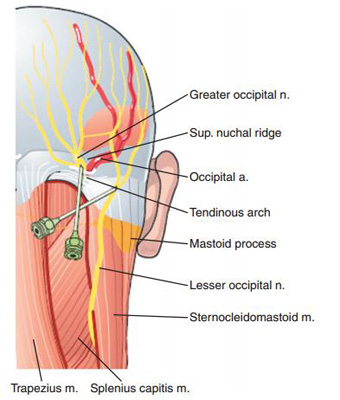 Greater occipital n.
Sup. nuchal ridge
Occipital a.
Tendinous arch
Mastoid process
Lesser occipital n.
Sternocleidomastoid m.
Trapezius m. Splenius capitis m.